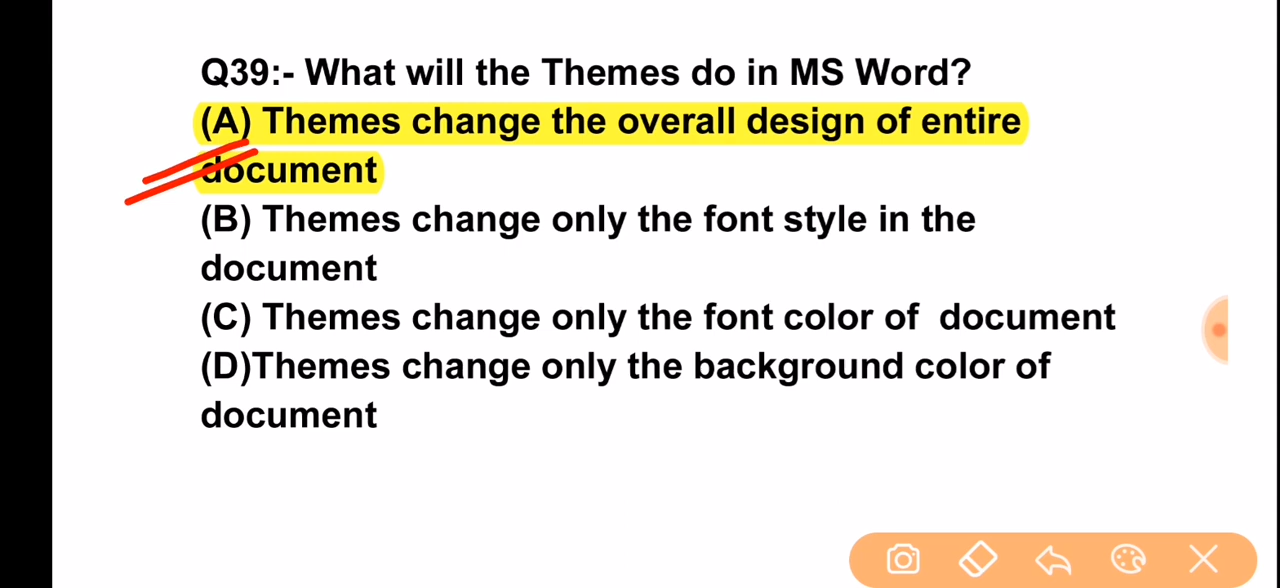 Q39:- What will the Themes do in MS Word?
(A) Themes change the overall design of entire
document
(B) Themes change only the font style in the
document
(C) Themes change only the font color of  document
(D)Themes change only the background color of
document